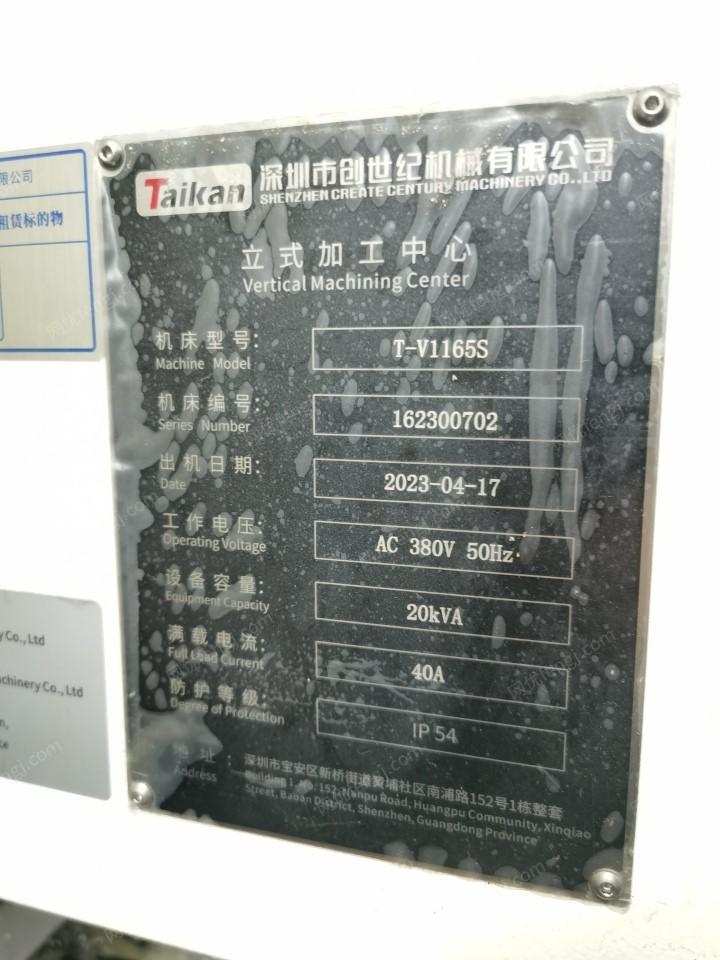 限公司
租赁标的物
Taikan 深圳市创世纪机械有限公司
SHENZHEN CREATE CENTURY MACHINERY CO.,LTD
立式加工中心
Vertical Machining Center
机床型号: T-V1165S
Machine Model
机床编号: 162300702
Series Number
出机日期: 2023-04-17
Date
工作电压: AC 380V 50Hz
Operating Voltage
设备容量: 20kVA
Equipment Capacity
满载电流: 40A
Full Load Current
防护等级: IP 54
Degree of Protection
地址: 深圳市宝安区新桥街道黄埔社区南浦路152号1栋整套
Address Building 1, No. 152, Nanpu Road, Huangpu Community, Xinqiao
Street, Baoan District, Shenzhen, Guangdong Province
y Co., Ltd
chinery Co., Ltd